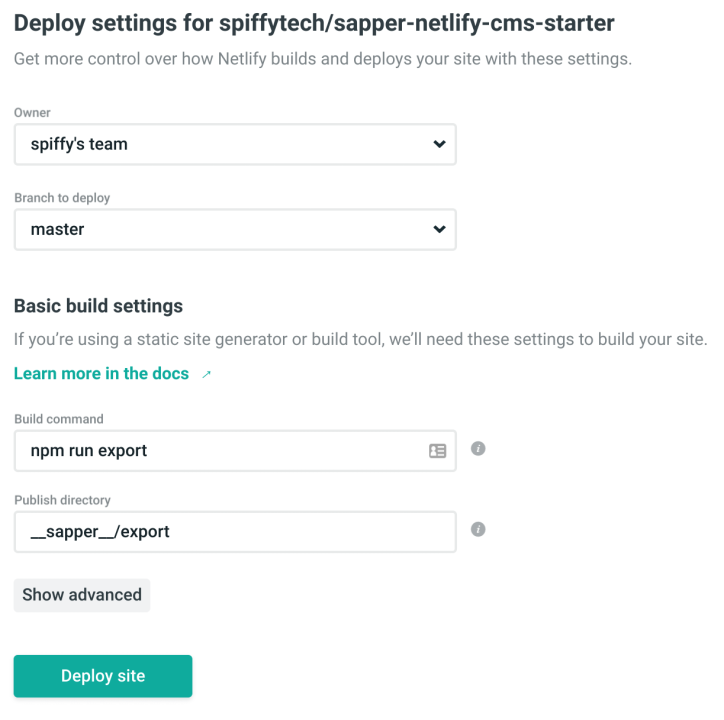 Deploy settings for spiffytech/sapper-netlify-cms-starter
Get more control over how Netlify builds and deploys your site with these settings.
Owner
spiffy's team
Branch to deploy
master
Basic build settings
If you’re using a static site generator or build tool, we’ll need these settings to build your site.
Learn more in the docs ↗
Build command
npm run export
i
Publish directory
__sapper__/export
i
Show advanced
Deploy site